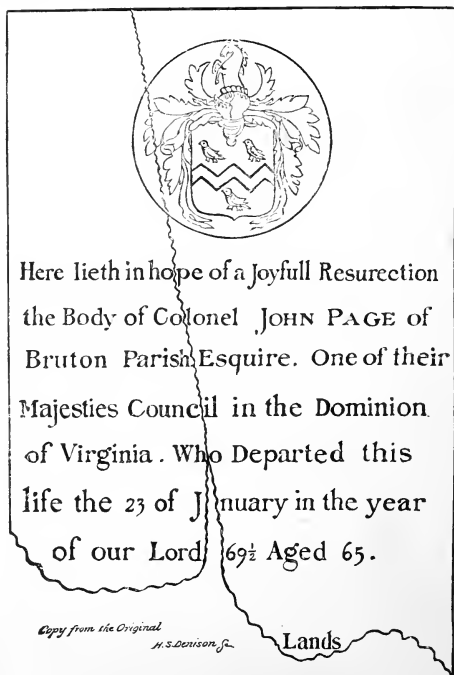 Here lieth in hope of a Joyfull Resurection
the Body of Colonel JOHN PAGE of
Bruton Parish Esquire. One of their
Majesties Council in the Dominion
of Virginia. Who Departed this
life the 23 of J nuary in the year
of our Lord 69½ Aged 65.
Copy from the Original
H. S. Denison Sc
Lands